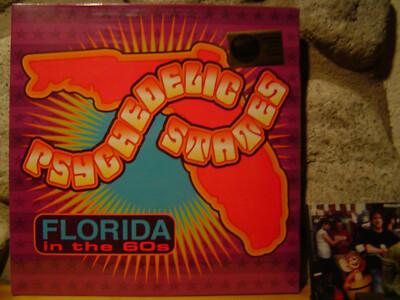 PSYCHEDELIC
STATES
FLORIDA
in the 60s